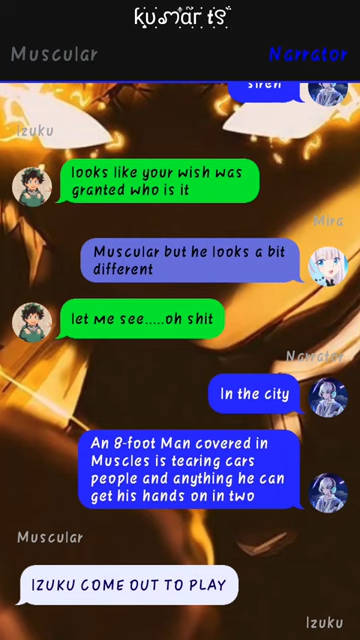 kumar ts
Muscular
Narrator
siren
Izuku
looks like your wish was
granted who is it
Mira
Muscular but he looks a bit
different
let me see.....oh shit
Narrator
In the city
An 8-foot Man covered in
Muscles is tearing cars
people and anything he can
get his hands on in two
Muscular
IZUKU COME OUT TO PLAY
Izuku